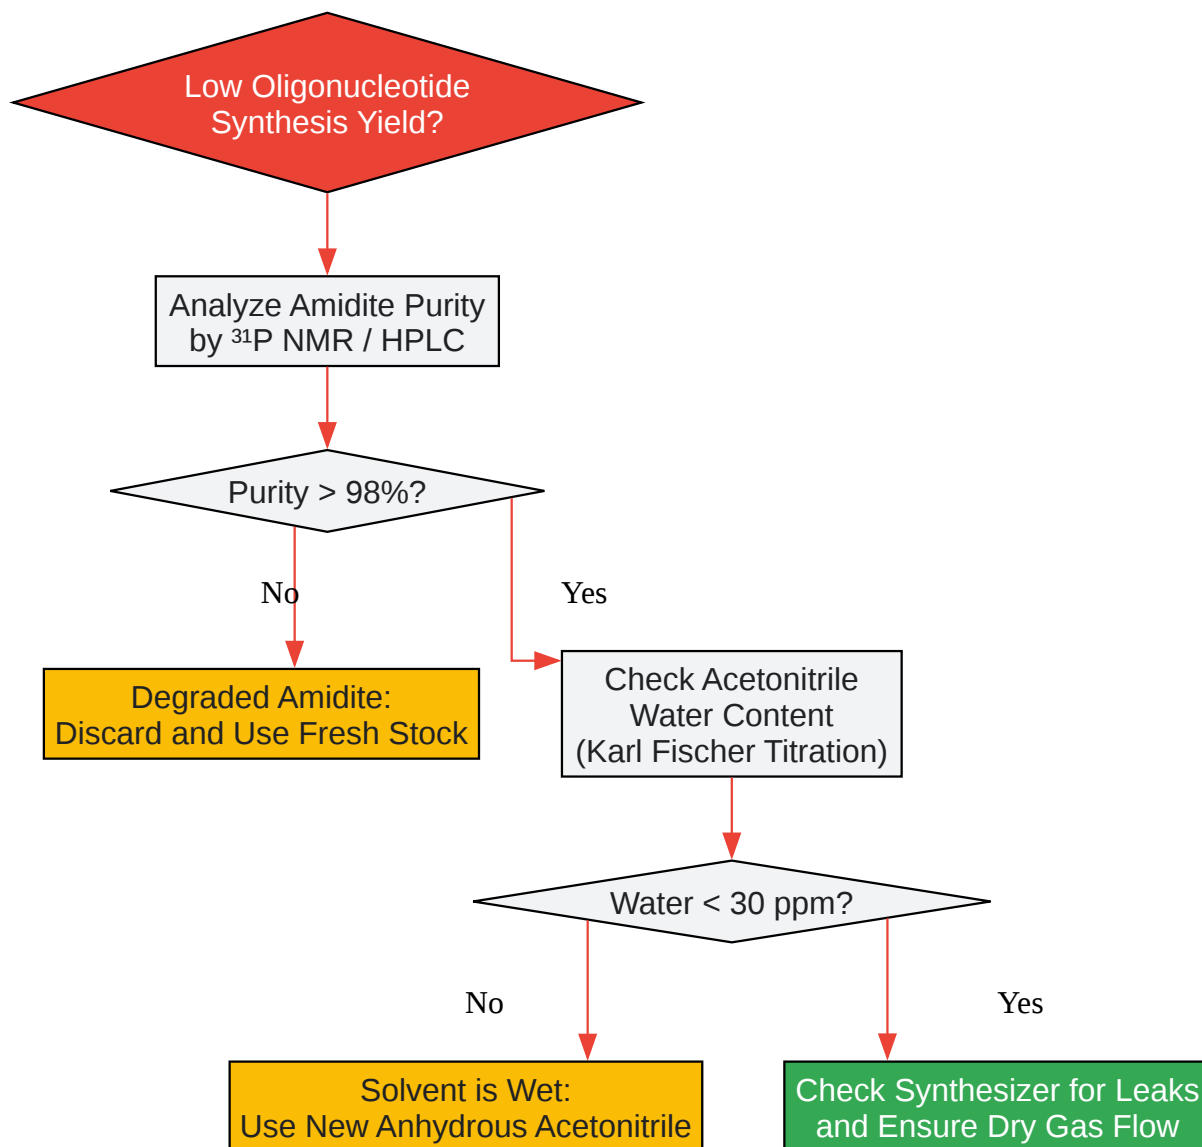 Low Oligonucleotide
Synthesis Yield?
Analyze Amidite Purity
by ³¹P NMR / HPLC
Purity > 98%?
No
Yes
Degraded Amidite:
Discard and Use Fresh Stock
Check Acetonitrile
Water Content
(Karl Fischer Titration)
Water < 30 ppm?
No
Yes
Solvent is Wet:
Use New Anhydrous Acetonitrile
Check Synthesizer for Leaks
and Ensure Dry Gas Flow